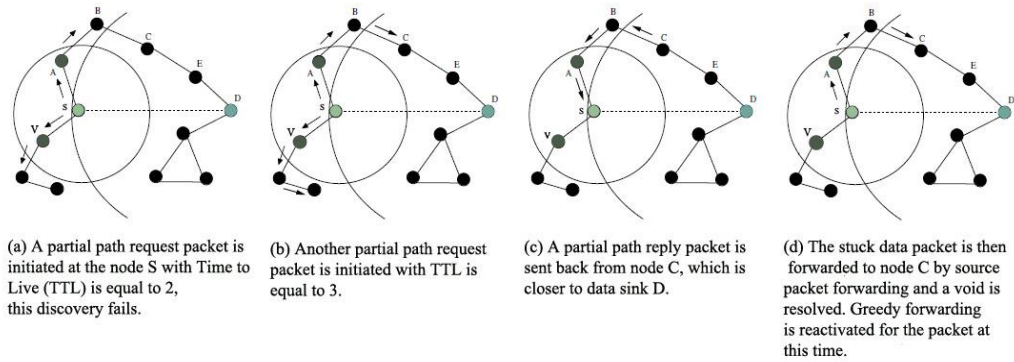 B
C
E
A
S
D
V
B
C
E
A
S
D
V
B
C
E
A
S
D
V
B
C
E
A
S
D
V
(a) A partial path request packet is
initiated at the node S with Time to
Live (TTL) is equal to 2,
this discovery fails.
(b) Another partial path request
packet is initiated with TTL is
equal to 3.
(c) A partial path reply packet is
sent back from node C, which is
closer to data sink D.
(d) The stuck data packet is then
forwarded to node C by source
packet forwarding and a void is
resolved. Greedy forwarding
is reactivated for the packet at
this time.